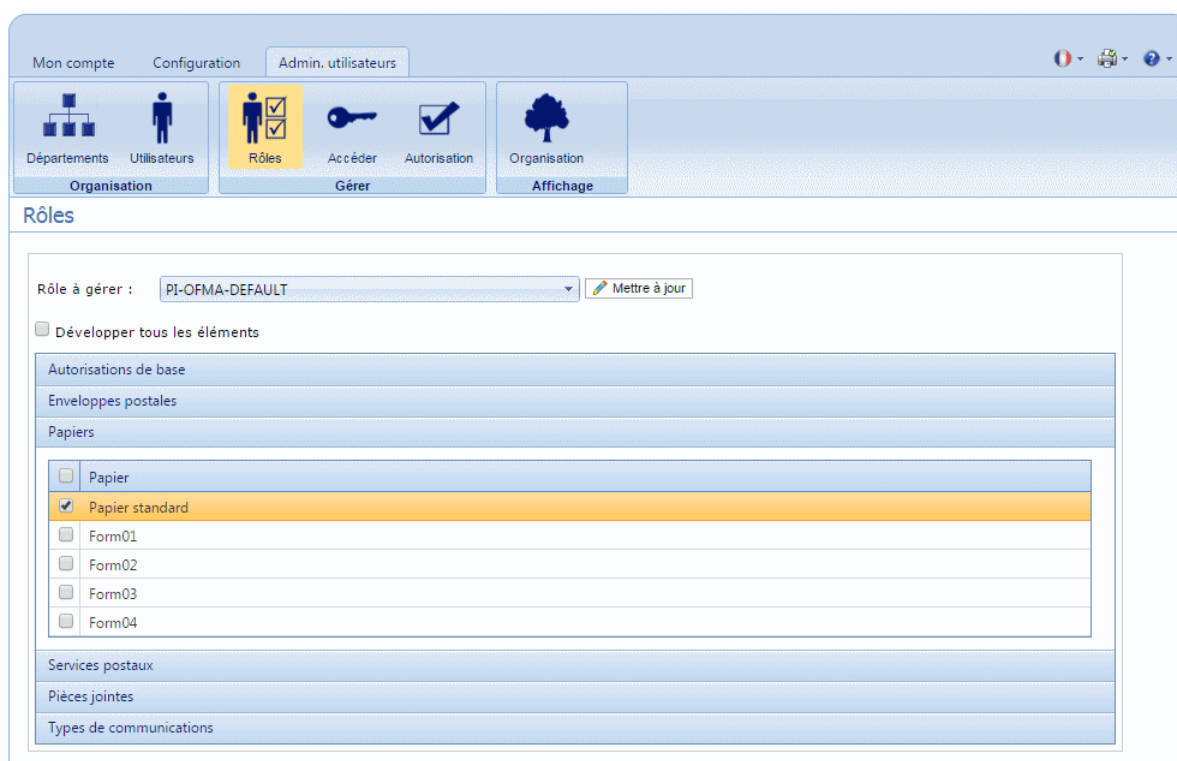 Mon compte Configuration Admin. utilisateurs
Départements Utilisateurs Rôles Accéder Autorisation Organisation
Organisation Gérer Affichage
Rôles
Rôle à gérer : PI-OFMA-DEFAULT Mettre à jour
Développer tous les éléments
Autorisations de base
Enveloppes postales
Papiers
Papier
Papier standard
Form01
Form02
Form03
Form04
Services postaux
Pièces jointes
Types de communications